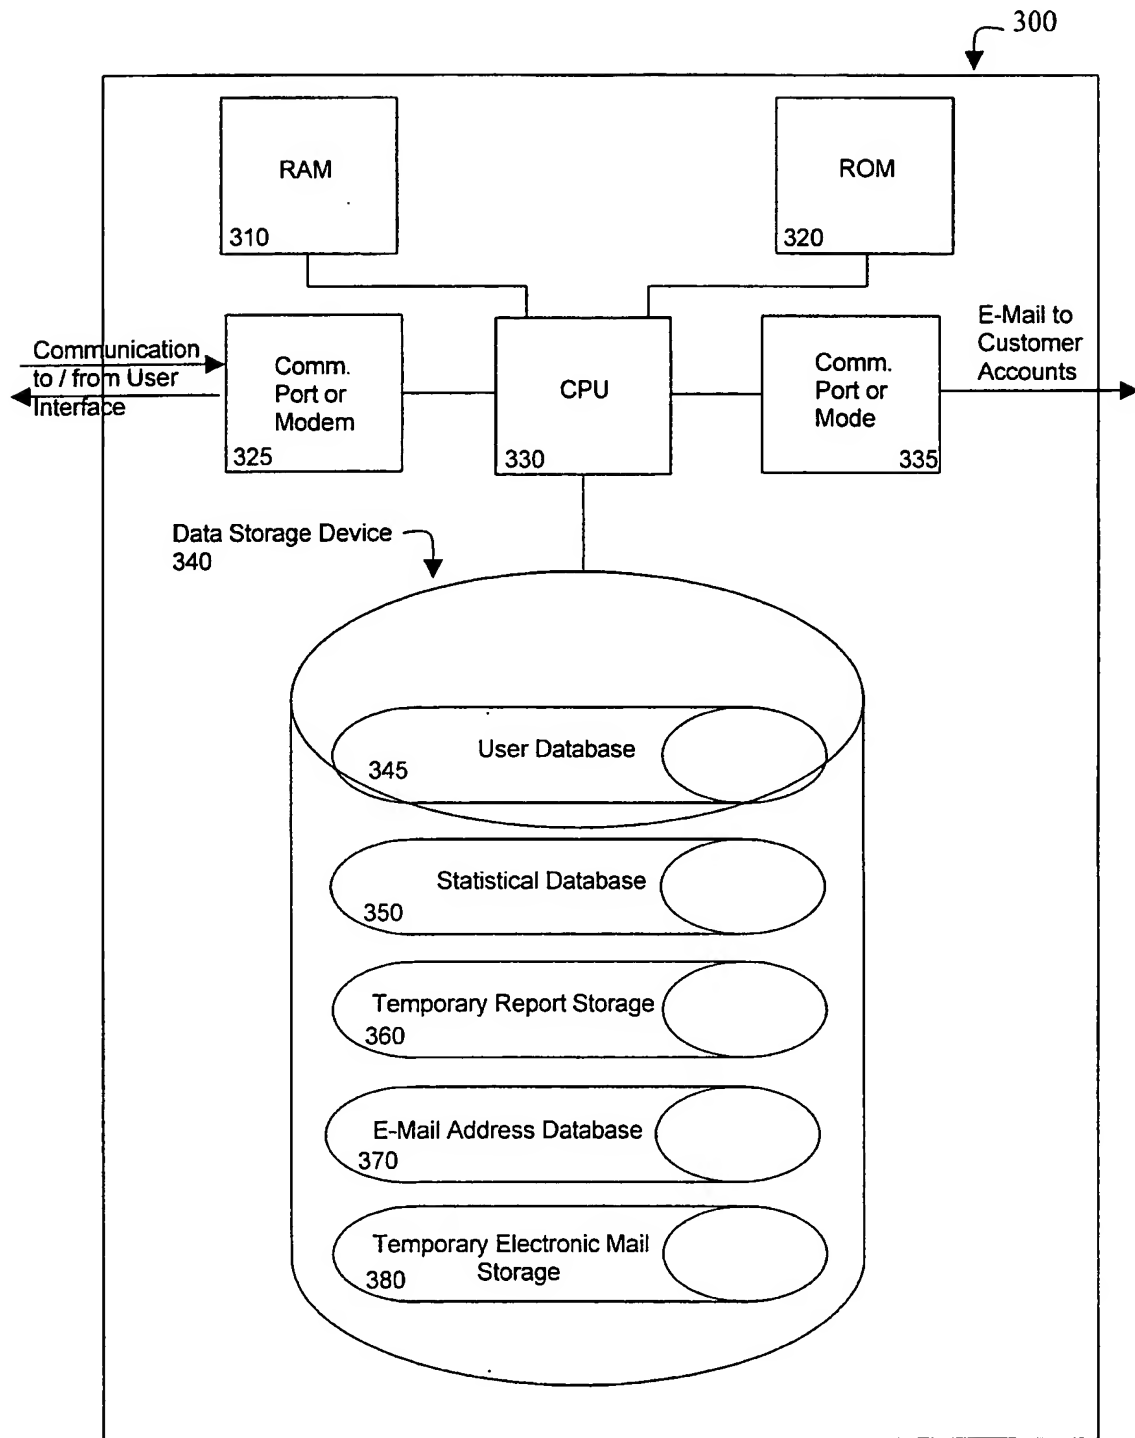 300
RAM
310
ROM
320
Communication
to / from User
Interface
Comm.
Port or
Modem
325
CPU
330
Comm.
Port or
Mode
335
E-Mail to
Customer
Accounts
Data Storage Device
340
User Database
345
Statistical Database
350
Temporary Report Storage
360
E-Mail Address Database
370
Temporary Electronic Mail
Storage
380